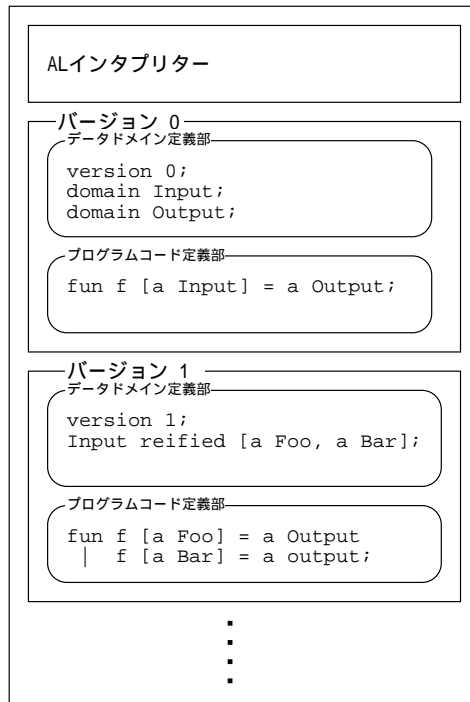 ALインタプリター
バージョン 0
データドメイン定義部
version 0;
domain Input;
domain Output;
プログラムコード定義部
fun f [a Input] = a Output;
バージョン 1
データドメイン定義部
version 1;
Input reified [a Foo, a Bar];
プログラムコード定義部
fun f [a Foo] = a Output
| f [a Bar] = a output;